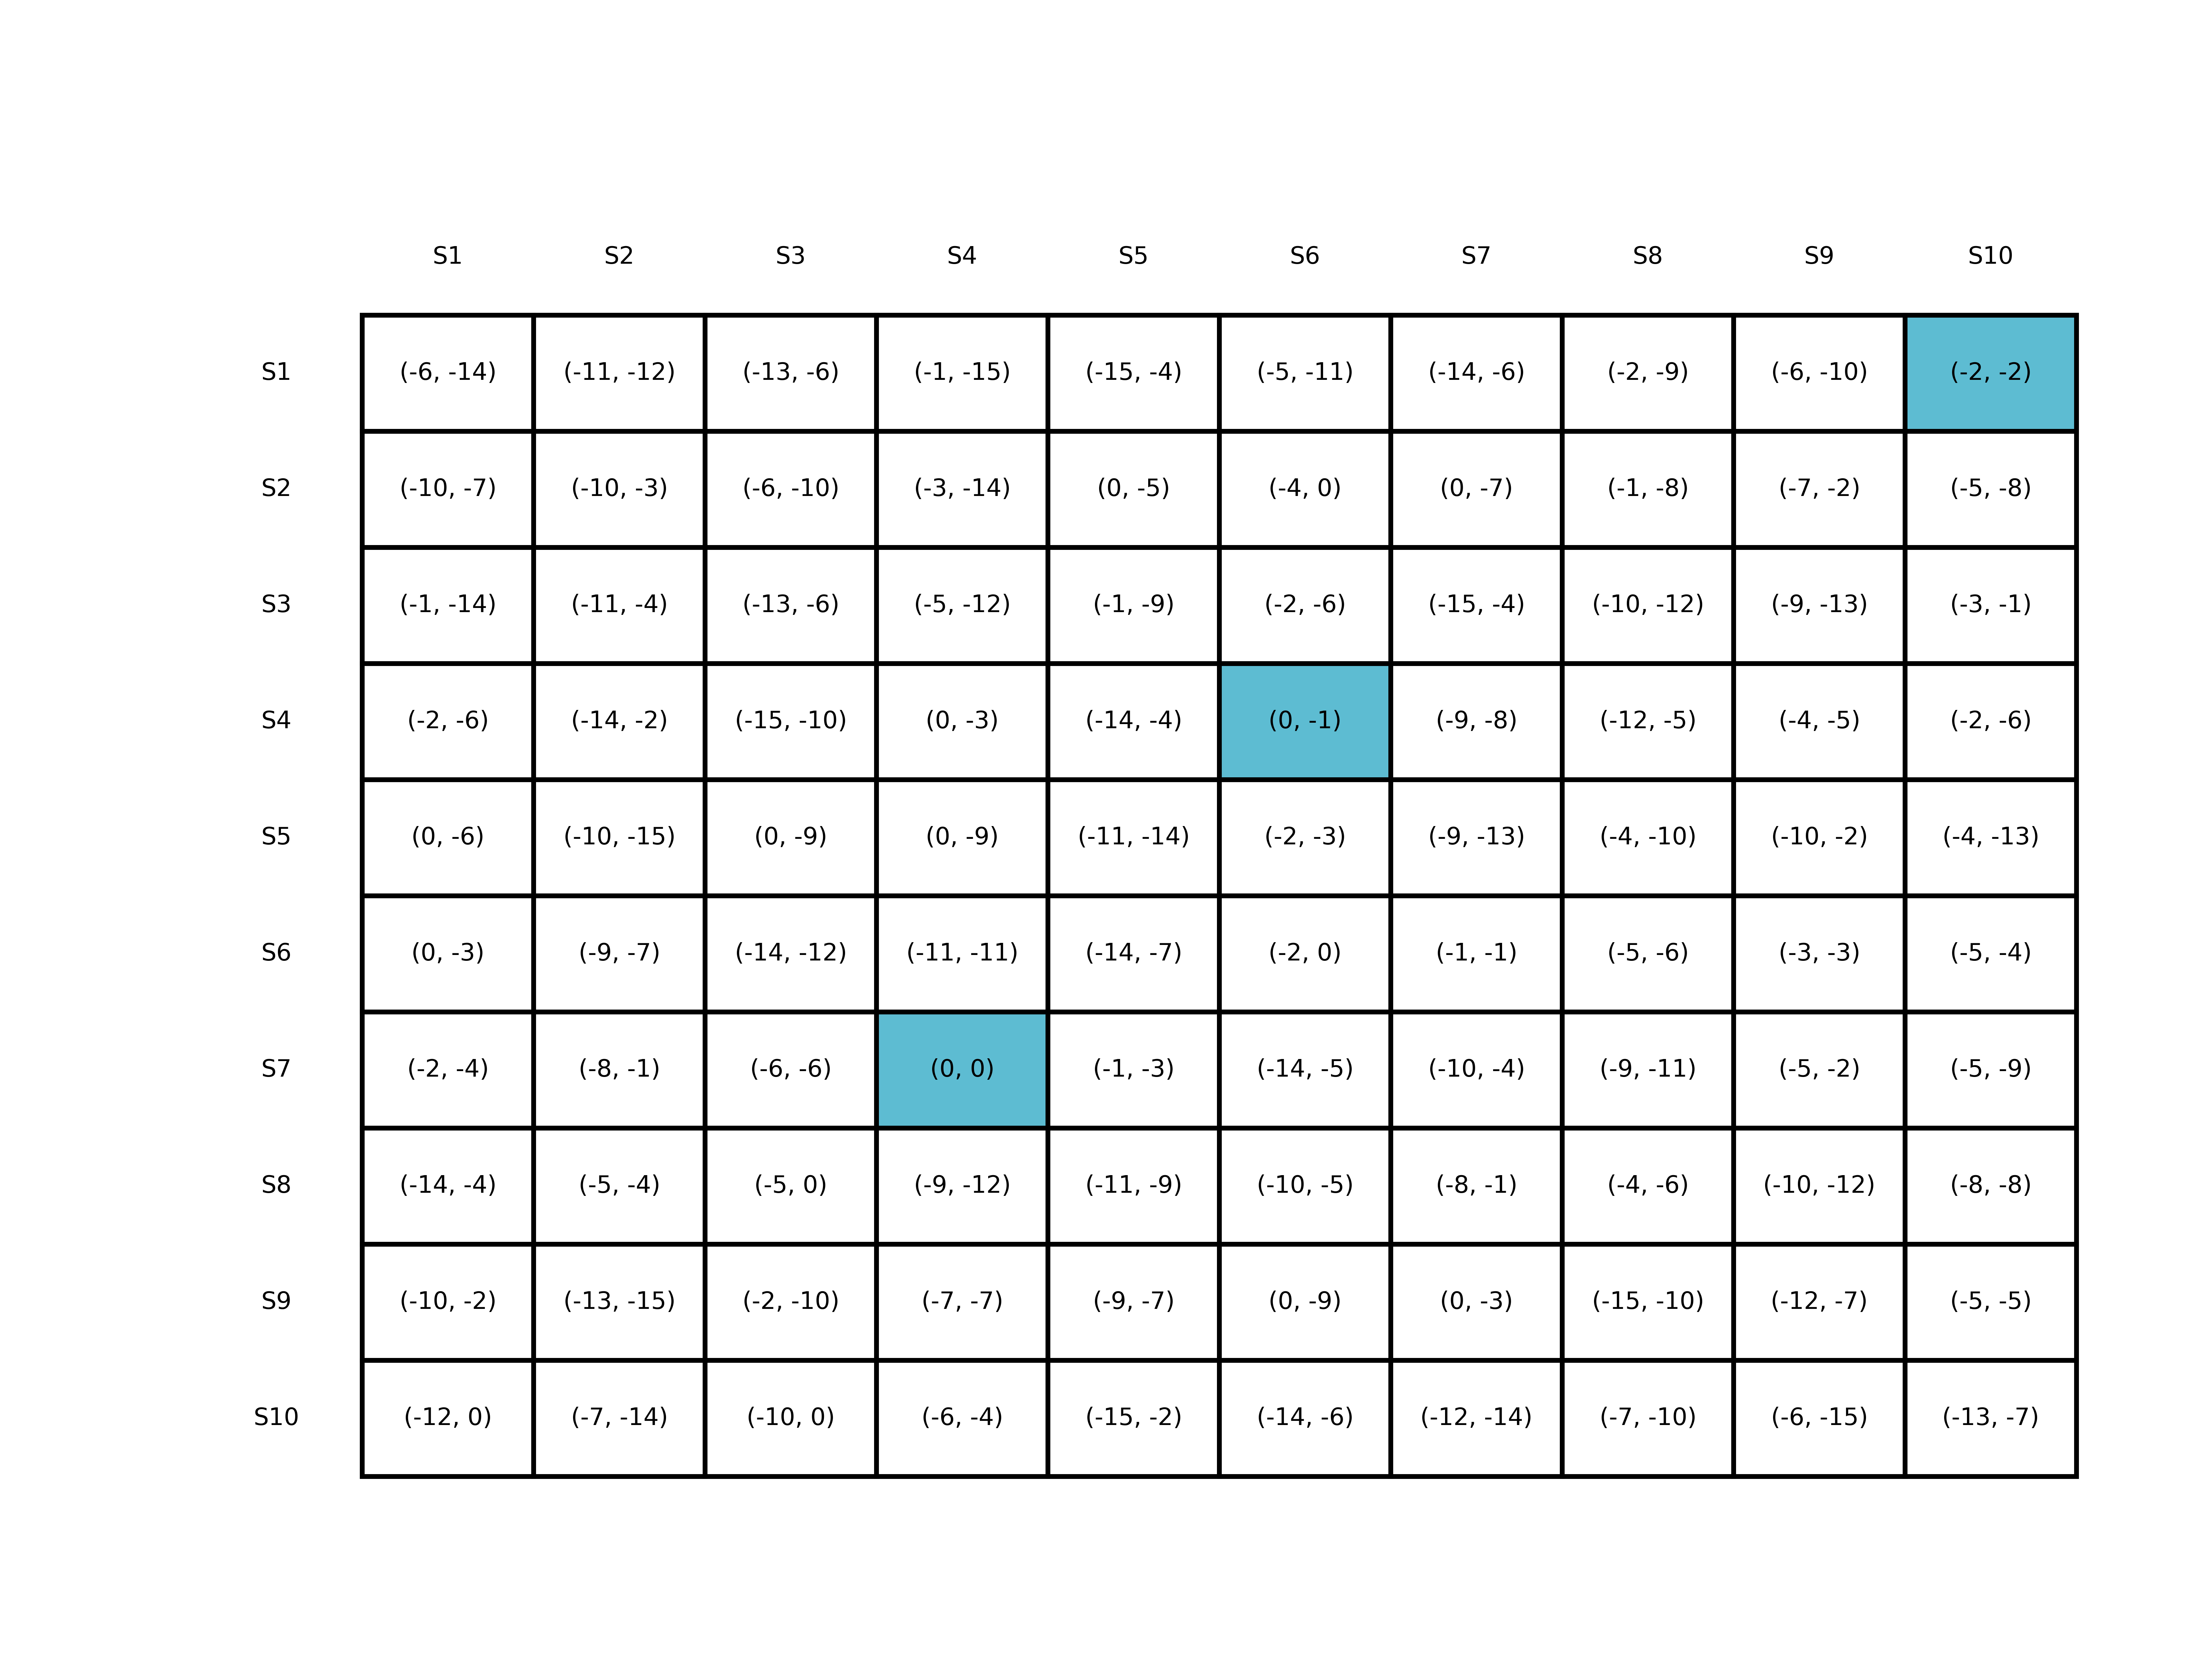 S1 S2 S3 S4 S5 S6 S7 S8 S9 S10
S1 (-6, -14) (-11, -12) (-13, -6) (-1, -15) (-15, -4) (-5, -11) (-14, -6) (-2, -9) (-6, -10) (-2, -2)
S2 (-10, -7) (-10, -3) (-6, -10) (-3, -14) (0, -5) (-4, 0) (0, -7) (-1, -8) (-7, -2) (-5, -8)
S3 (-1, -14) (-11, -4) (-13, -6) (-5, -12) (-1, -9) (-2, -6) (-15, -4) (-10, -12) (-9, -13) (-3, -1)
S4 (-2, -6) (-14, -2) (-15, -10) (0, -3) (-14, -4) (0, -1) (-9, -8) (-12, -5) (-4, -5) (-2, -6)
S5 (0, -6) (-10, -15) (0, -9) (0, -9) (-11, -14) (-2, -3) (-9, -13) (-4, -10) (-10, -2) (-4, -13)
S6 (0, -3) (-9, -7) (-14, -12) (-11, -11) (-14, -7) (-2, 0) (-1, -1) (-5, -6) (-3, -3) (-5, -4)
S7 (-2, -4) (-8, -1) (-6, -6) (0, 0) (-1, -3) (-14, -5) (-10, -4) (-9, -11) (-5, -2) (-5, -9)
S8 (-14, -4) (-5, -4) (-5, 0) (-9, -12) (-11, -9) (-10, -5) (-8, -1) (-4, -6) (-10, -12) (-8, -8)
S9 (-10, -2) (-13, -15) (-2, -10) (-7, -7) (-9, -7) (0, -9) (0, -3) (-15, -10) (-12, -7) (-5, -5)
S10 (-12, 0) (-7, -14) (-10, 0) (-6, -4) (-15, -2) (-14, -6) (-12, -14) (-7, -10) (-6, -15) (-13, -7)